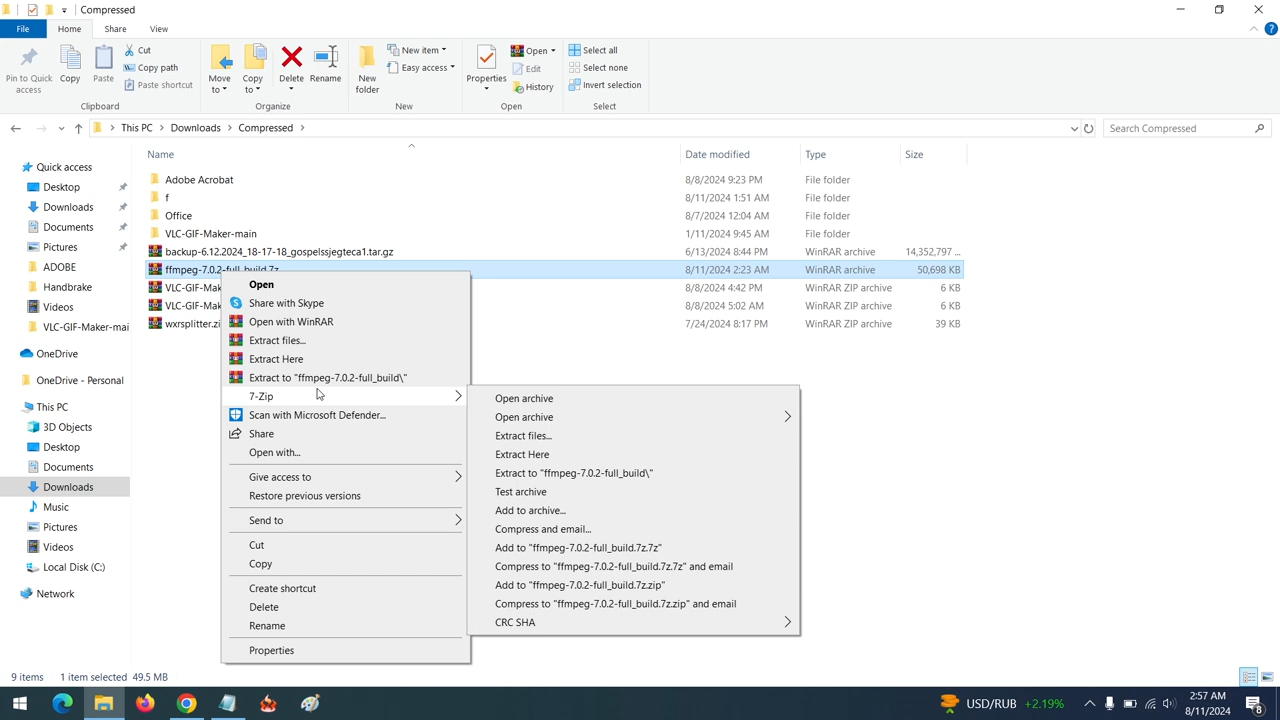 Compressed
File Home Share View
Pin to Quick access
Copy
Paste
Cut
Copy path
Paste shortcut
Clipboard
Move to
Copy to
Delete
Rename
Organize
New folder
New item
Easy access
New
Properties
Open
Edit
History
Open
Select all
Select none
Invert selection
Select
This PC Downloads Compressed
Search Compressed
Name Date modified Type Size
Adobe Acrobat 8/8/2024 9:23 PM File folder
f 8/11/2024 1:51 AM File folder
Office 8/7/2024 12:04 AM File folder
VLC-GIF-Maker-main 1/11/2024 9:45 AM File folder
backup-6.12.2024_18-17-18_gospelssjegteca1.tar.gz 6/13/2024 8:44 PM WinRAR archive 14,352,797 ...
ffmpeg-7.0.2-full_build.7z 8/11/2024 2:23 AM WinRAR archive 50,698 KB
VLC-GIF-Mak 8/8/2024 4:42 PM WinRAR ZIP archive 6 KB
VLC-GIF-Mak 8/8/2024 5:02 AM WinRAR ZIP archive 6 KB
wxrsplitter.zi 7/24/2024 8:17 PM WinRAR ZIP archive 39 KB
Quick access
Desktop
Downloads
Documents
Pictures
ADOBE
Handbrake
Videos
VLC-GIF-Maker-mai
OneDrive
OneDrive - Personal
This PC
3D Objects
Desktop
Documents
Downloads
Music
Pictures
Videos
Local Disk (C:)
Network
Open
Share with Skype
Open with WinRAR
Extract files...
Extract Here
Extract to "ffmpeg-7.0.2-full_build\"
7-Zip
Scan with Microsoft Defender...
Share
Open with...
Give access to
Restore previous versions
Send to
Cut
Copy
Create shortcut
Delete
Rename
Properties
Open archive
Open archive
Extract files...
Extract Here
Extract to "ffmpeg-7.0.2-full_build\"
Test archive
Add to archive...
Compress and email...
Add to "ffmpeg-7.0.2-full_build.7z.7z"
Compress to "ffmpeg-7.0.2-full_build.7z.7z" and email
Add to "ffmpeg-7.0.2-full_build.7z.zip"
Compress to "ffmpeg-7.0.2-full_build.7z.zip" and email
CRC SHA
9 items 1 item selected 49.5 MB
USD/RUB +2.19%
2:57 AM
8/11/2024
8